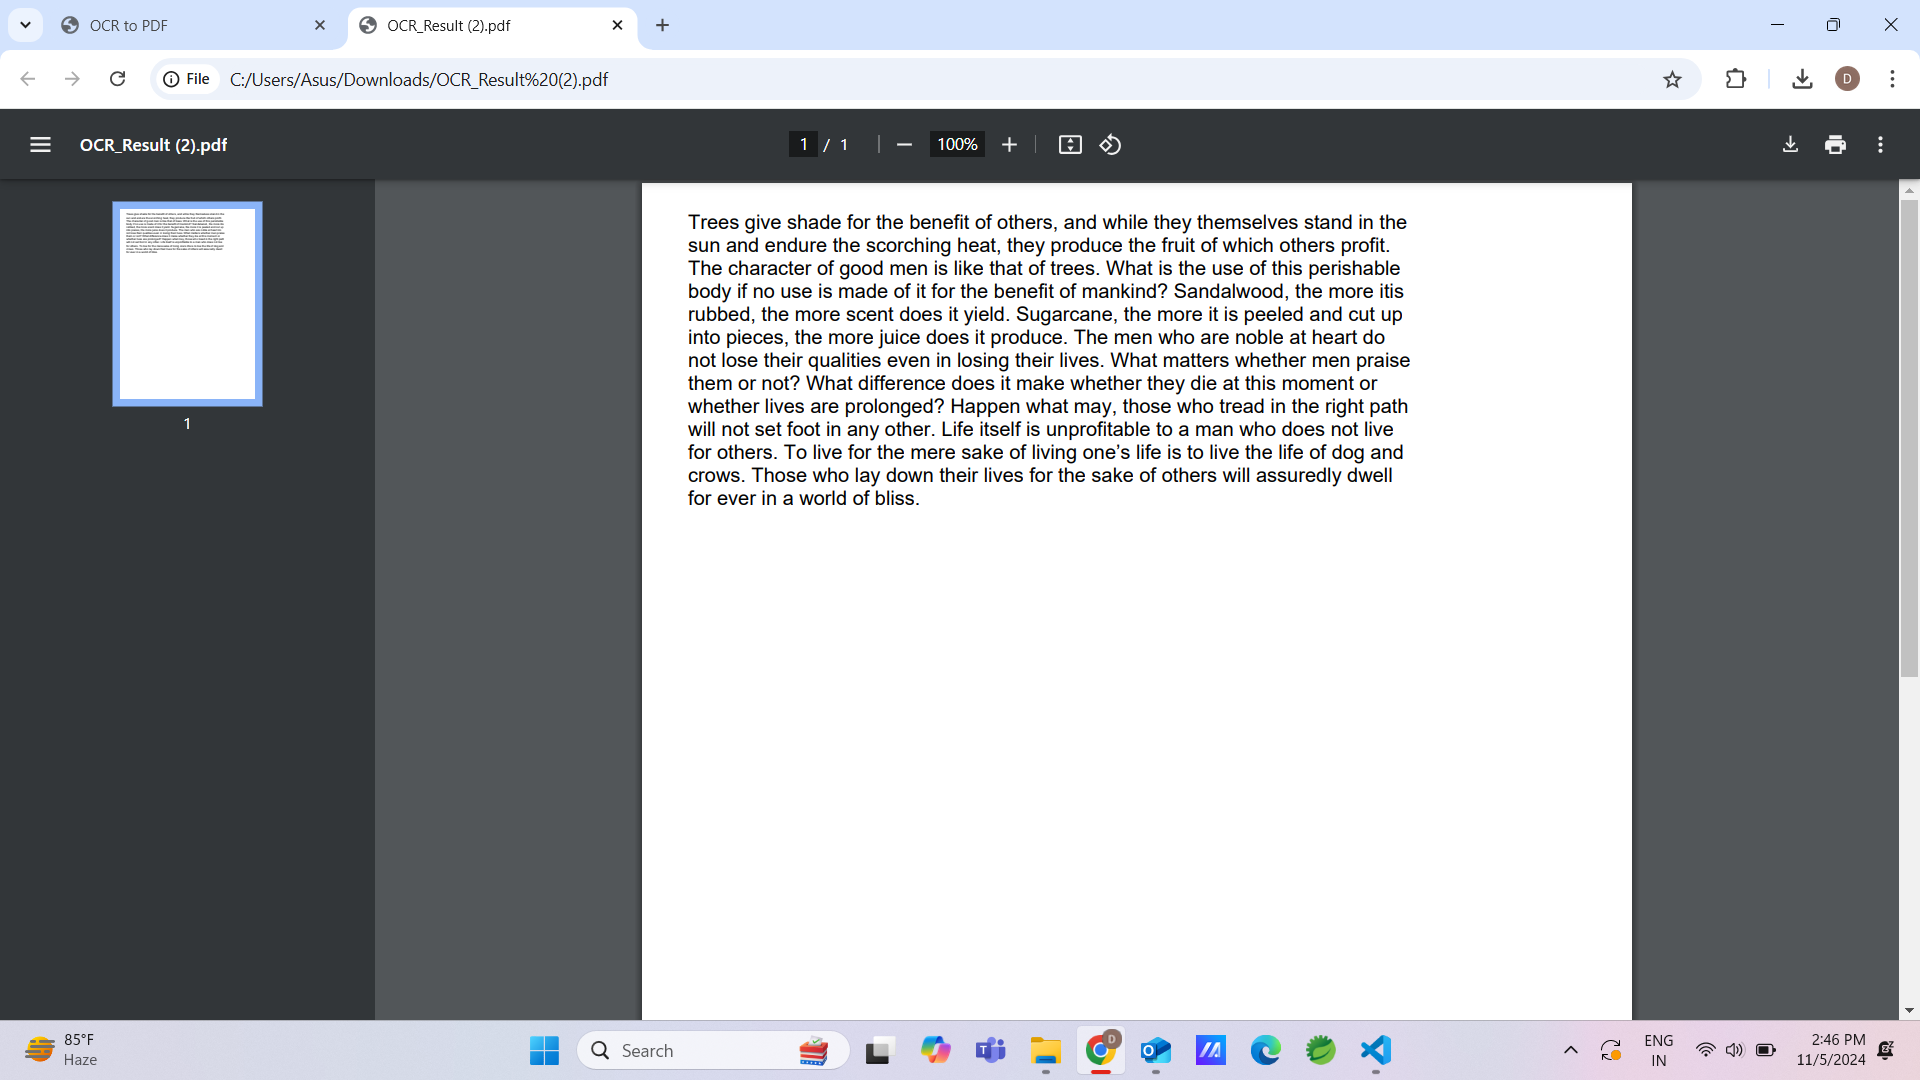 OCR to PDF
OCR_Result (2).pdf
File
C:/Users/Asus/Downloads/OCR_Result%20(2).pdf
D
OCR_Result (2).pdf
1 / 1
100%
1
Trees give shade for the benefit of others, and while they themselves stand in the
sun and endure the scorching heat, they produce the fruit of which others profit.
The character of good men is like that of trees. What is the use of this perishable
body if no use is made of it for the benefit of mankind? Sandalwood, the more itis
rubbed, the more scent does it yield. Sugarcane, the more it is peeled and cut up
into pieces, the more juice does it produce. The men who are noble at heart do
not lose their qualities even in losing their lives. What matters whether men praise
them or not? What difference does it make whether they die at this moment or
whether lives are prolonged? Happen what may, those who tread in the right path
will not set foot in any other. Life itself is unprofitable to a man who does not live
for others. To live for the mere sake of living one’s life is to live the life of dog and
crows. Those who lay down their lives for the sake of others will assuredly dwell
for ever in a world of bliss.
85°F
Haze
Search
D
ENG
IN
2:46 PM
11/5/2024